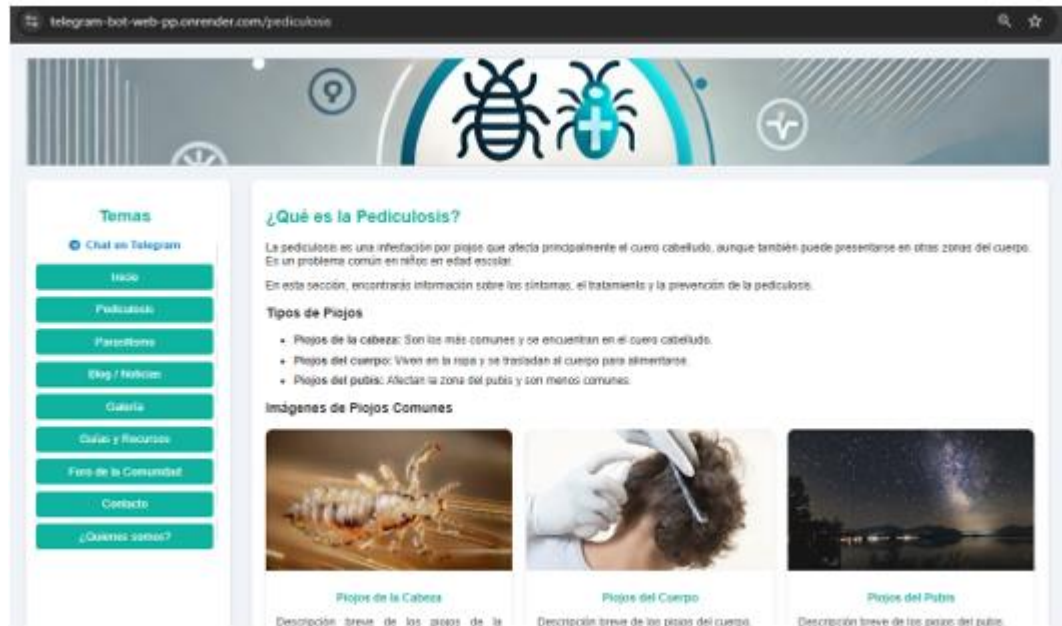 telegram-bot-web-pp.onrender.com/pediculosis
Temas
Chat en Telegram
Inicio
Pediculosis
Parasitismo
Blog / Noticias
Galería
Guías y Recursos
Foro de la Comunidad
Contacto
¿Quienes somos?
¿Qué es la Pediculosis?
La pediculosis es una infestación por piojos que afecta principalmente el cuero cabelludo, aunque también puede presentarse en otras zonas del cuerpo.
Es un problema común en niños en edad escolar.
En esta sección, encontrarás información sobre los síntomas, el tratamiento y la prevención de la pediculosis.
Tipos de Piojos
Piojos de la cabeza: Son los más comunes y se encuentran en el cuero cabelludo.
Piojos del cuerpo: Viven en la ropa y se trasladan al cuerpo para alimentarse.
Piojos del pubis: Afectan la zona del pubis y son menos comunes.
Imágenes de Piojos Comunes
Piojos de la Cabeza
Descripción breve de los piojos de la
Piojos del Cuerpo
Descripción breve de los piojos del cuerpo.
Piojos del Pubis
Descripción breve de los piojos del pubis.